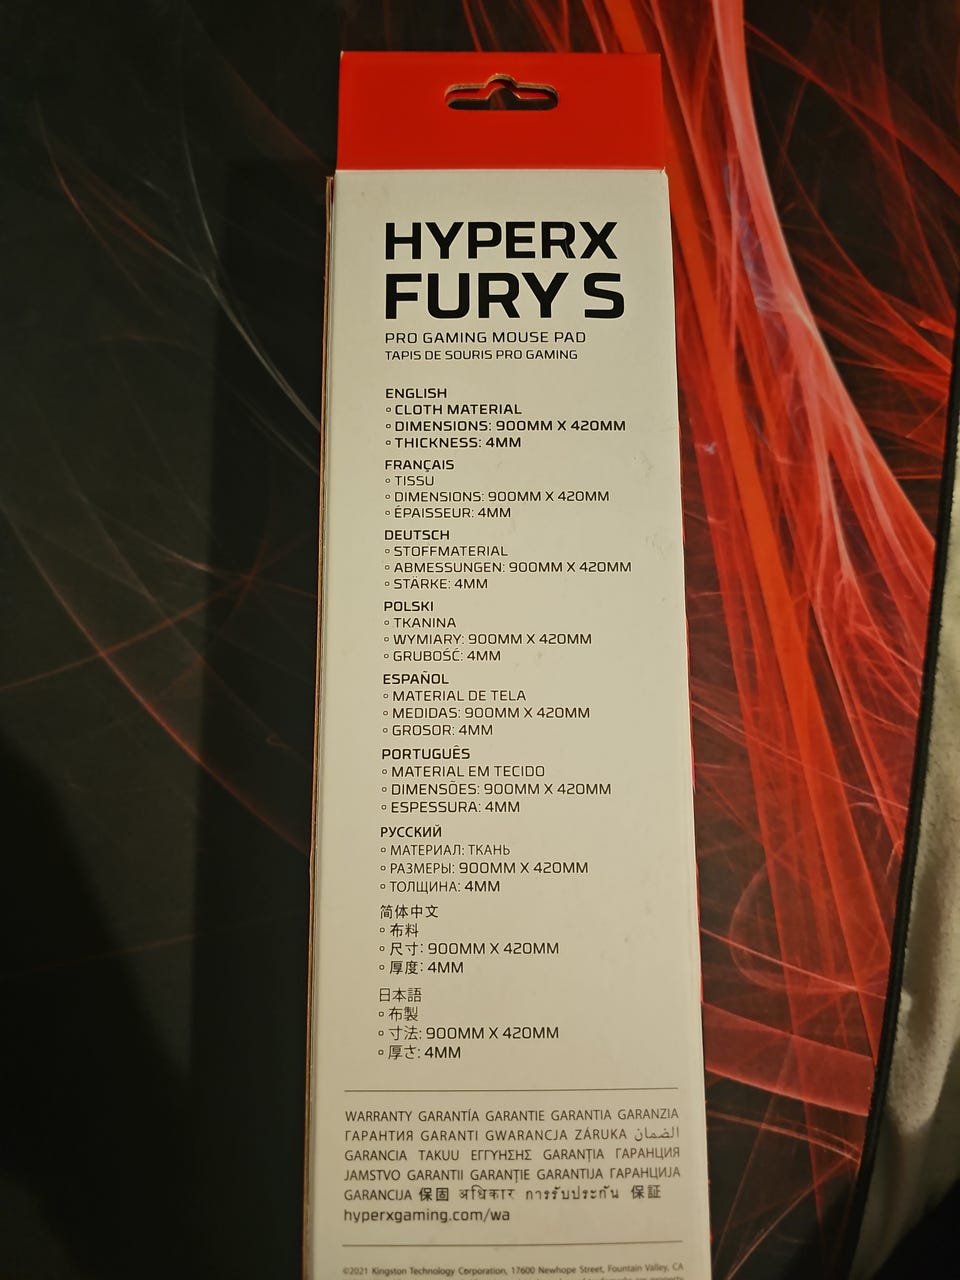 HYPERX
FURY S
PRO GAMING MOUSE PAD
TAPIS DE SOURIS PRO GAMING
ENGLISH
▫ CLOTH MATERIAL
▫ DIMENSIONS: 900MM X 420MM
▫ THICKNESS: 4MM
FRANÇAIS
▫ TISSU
▫ DIMENSIONS: 900MM X 420MM
▫ ÉPAISSEUR: 4MM
DEUTSCH
▫ STOFFMATERIAL
▫ ABMESSUNGEN: 900MM X 420MM
▫ STÄRKE: 4MM
POLSKI
▫ TKANINA
▫ WYMIARY: 900MM X 420MM
▫ GRUBOŚĆ: 4MM
ESPAÑOL
▫ MATERIAL DE TELA
▫ MEDIDAS: 900MM X 420MM
▫ GROSOR: 4MM
PORTUGUÊS
▫ MATERIAL EM TECIDO
▫ DIMENSÕES: 900MM X 420MM
▫ ESPESSURA: 4MM
РУССКИЙ
▫ МАТЕРИАЛ: ТКАНЬ
▫ РАЗМЕРЫ: 900MM X 420MM
▫ ТОЛЩИНА: 4MM
简体中文
▫ 布料
▫ 尺寸: 900MM X 420MM
▫ 厚度: 4MM
日本語
▫ 布製
▫ 寸法: 900MM X 420MM
▫ 厚さ: 4MM
WARRANTY GARANTÍA GARANTIE GARANTIA GARANZIA
ГАРАНТИЯ GARANTI GWARANCJA ZÁRUKA الضمان
GARANCIA TAKUU ΕΓΓΥΗΣΗΣ GARANȚIA ГАРАНЦИЯ
JAMSTVO GARANTII GARANŢIE GARANTIJA ГАРАНЦИЈА
GARANCIJA 保固 अधिकार การรับประกัน 保証
hyperxgaming.com/wa
©2021 Kingston Technology Corporation, 17600 Newhope Street, Fountain Valley, CA